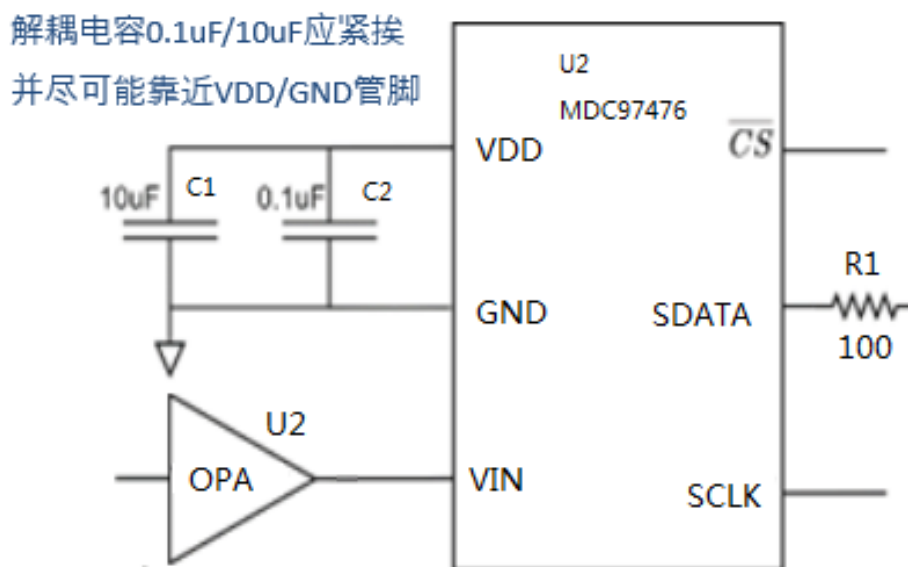 解耦电容0.1uF/10uF应紧挨
并尽可能靠近VDD/GND管脚
U2
MDC97476
VDD
CS
10uF
C1
0.1uF
C2
R1
GND
SDATA
100
U2
OPA
VIN
SCLK